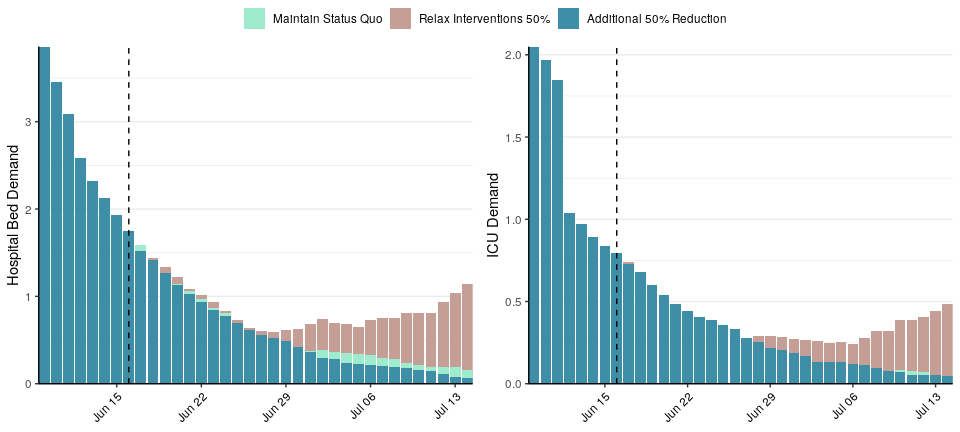 Maintain Status Quo Relax Interventions 50% Additional 50% Reduction
Hospital Bed Demand
3
2
1
0
Jun 15 Jun 22 Jun 29 Jul 06 Jul 13
ICU Demand
2.0
1.5
1.0
0.5
0.0
Jun 15 Jun 22 Jun 29 Jul 06 Jul 13